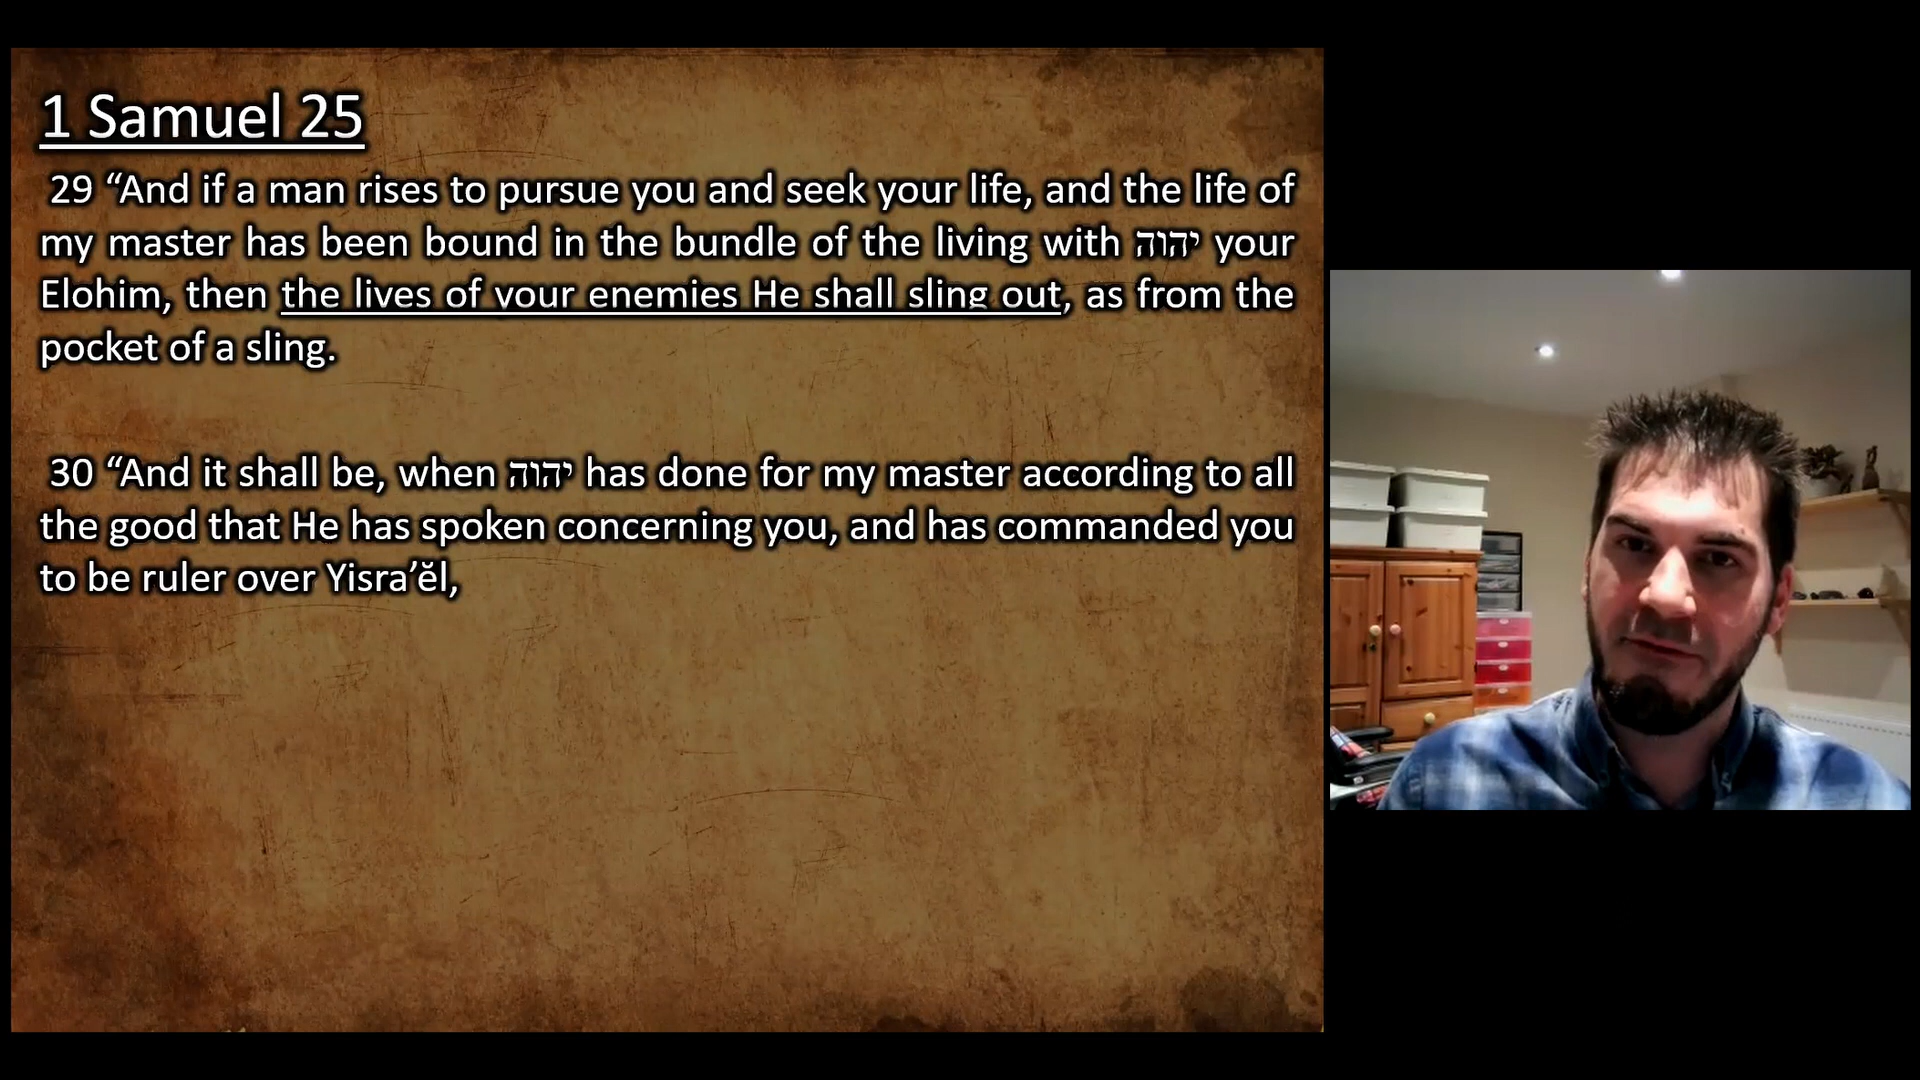 1 Samuel 25
29 “And if a man rises to pursue you and seek your life, and the life of
my master has been bound in the bundle of the living with יהוה your
Elohim, then the lives of your enemies He shall sling out, as from the
pocket of a sling.
30 “And it shall be, when יהוה has done for my master according to all
the good that He has spoken concerning you, and has commanded you
to be ruler over Yisra’ĕl,